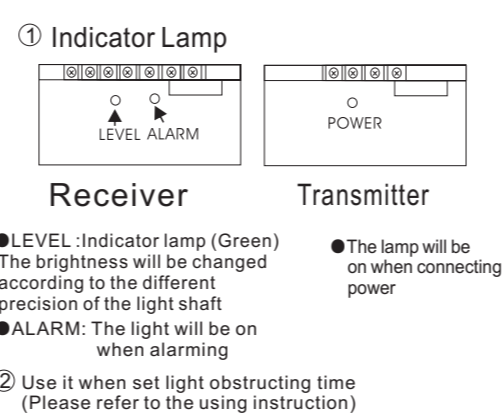 ① Indicator Lamp
LEVEL ALARM
POWER
Receiver
Transmitter
●LEVEL :Indicator lamp (Green)
The brightness will be changed
according to the different
precision of the light shaft
●ALARM: The light will be on
when alarming
●The lamp will be
on when connecting
power
② Use it when set light obstructing time
(Please refer to the using instruction)